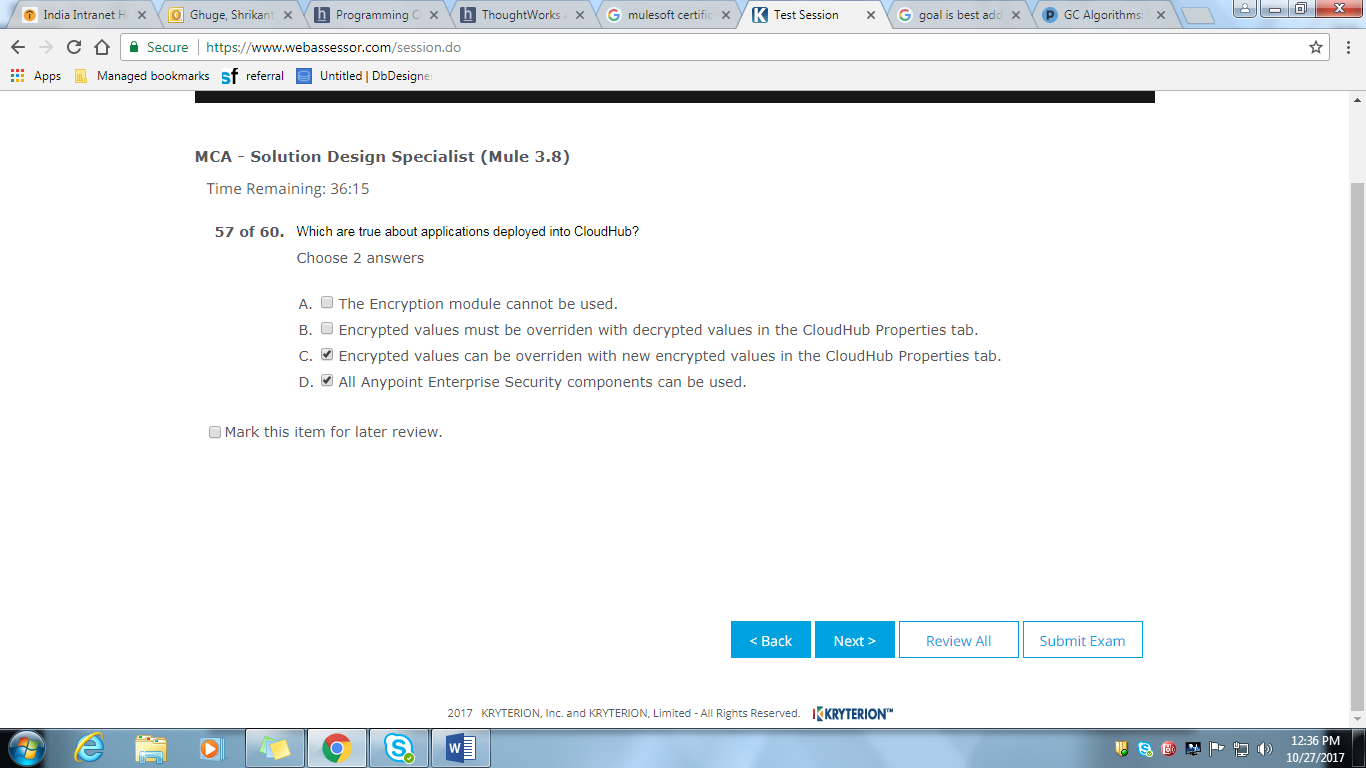 India Intranet H
Ghuge, Shrikant
Programming C
ThoughtWorks A
mulesoft certific
Test Session
goal is best add
GC Algorithms:
Secure https://www.webassessor.com/session.do
Apps Managed bookmarks sf referral Untitled | DbDesigner
MCA - Solution Design Specialist (Mule 3.8)
Time Remaining: 36:15
57 of 60. Which are true about applications deployed into CloudHub?
Choose 2 answers
A. The Encryption module cannot be used.
B. Encrypted values must be overriden with decrypted values in the CloudHub Properties tab.
C. Encrypted values can be overriden with new encrypted values in the CloudHub Properties tab.
D. All Anypoint Enterprise Security components can be used.
Mark this item for later review.
< Back Next > Review All Submit Exam
2017 KRYTERION, Inc. and KRYTERION, Limited - All Rights Reserved. KRYTERION™
12:36 PM
10/27/2017